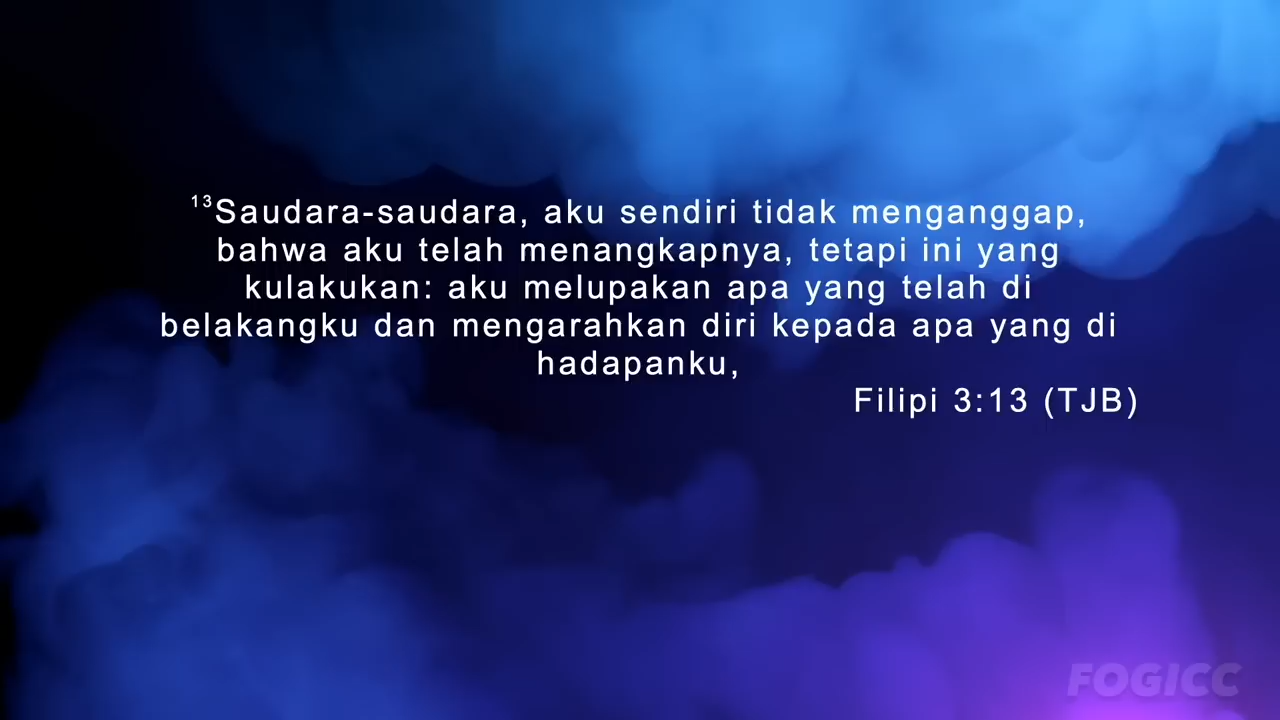 ¹³Saudara-saudara, aku sendiri tidak menganggap,
bahwa aku telah menangkapnya, tetapi ini yang
kulakukan: aku melupakan apa yang telah di
belakangku dan mengarahkan diri kepada apa yang di
hadapanku,
Filipi 3:13 (TJB)
FOGICC